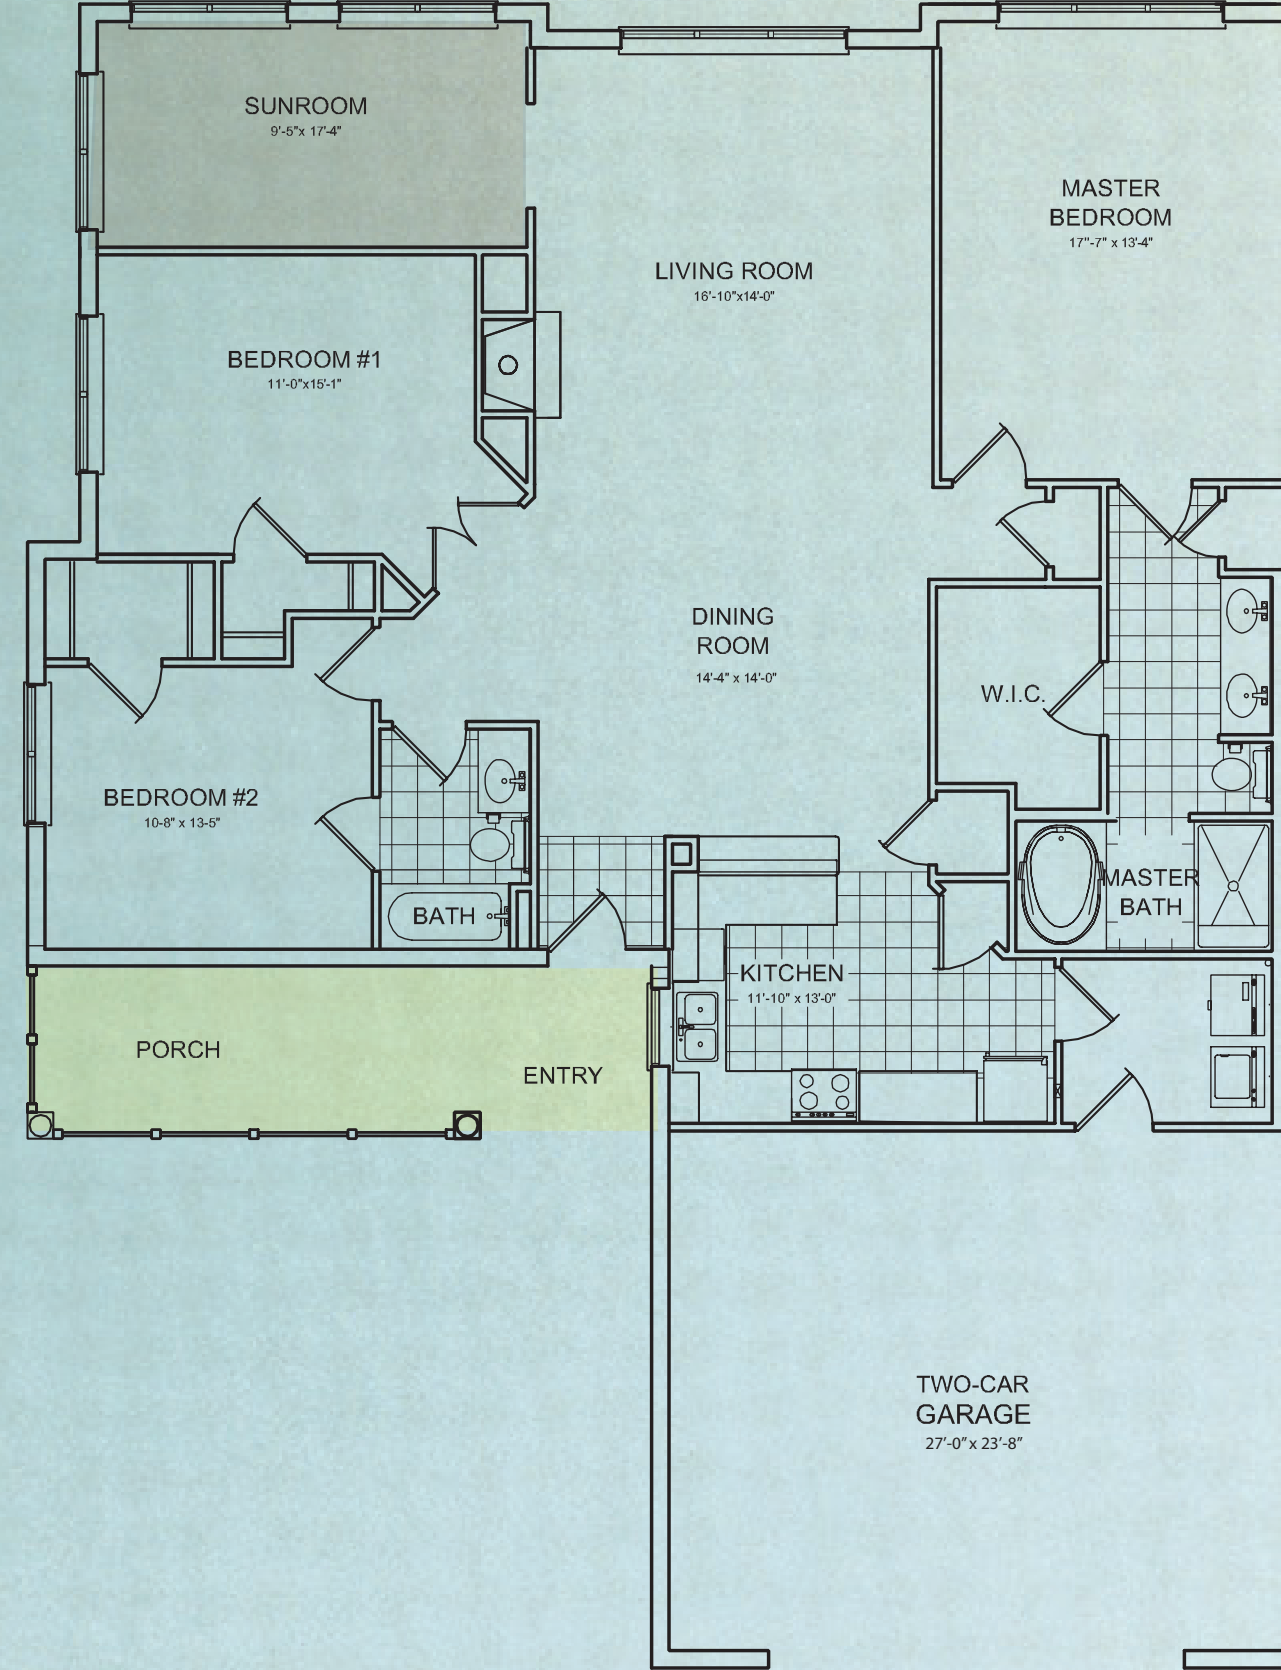 SUNROOM
9'-5"x 17'-4"
MASTER
BEDROOM
17"-7" x 13'-4"
LIVING ROOM
16'-10"x14'-0"
BEDROOM #1
11'-0"x15'-1"
DINING
ROOM
14'-4" x 14'-0"
W.I.C.
BEDROOM #2
10-8" x 13-5"
BATH
MASTER
BATH
KITCHEN
11'-10" x 13'-0"
PORCH
ENTRY
TWO-CAR
GARAGE
27'-0" x 23'-8"